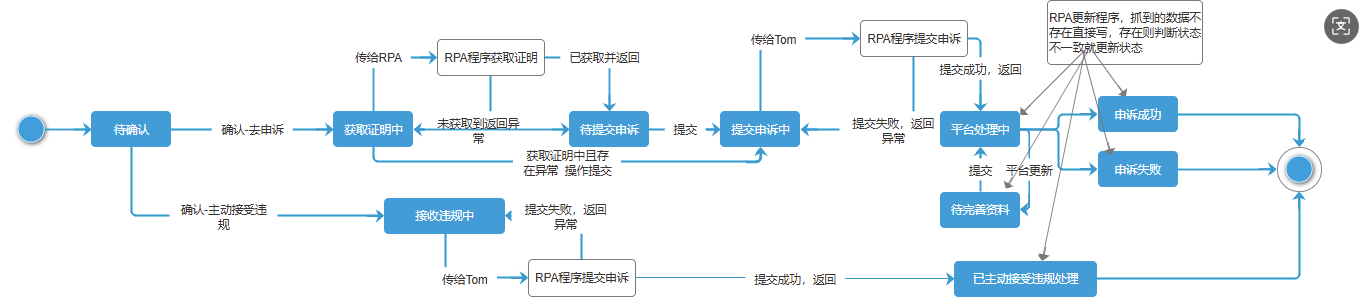 RPA更新程序，抓到的数据不
存在直接写，存在则判断状态
不一致就更新状态
传给Tom
RPA程序提交申诉
传给RPA
RPA程序获取证明
已获取并返回
提交成功，返回
待确认
确认-去申诉
获取证明中
未获取到返回异
常
待提交申诉
提交
提交申诉中
提交失败，返回
异常
平台处理中
申诉成功
获取证明中且存
在异常 操作提交
提交
平台更新
申诉失败
确认-主动接受违
规
接收违规中
提交失败，返回
异常
待完善资料
传给Tom
RPA程序提交申诉
提交成功，返回
已主动接受违规处理